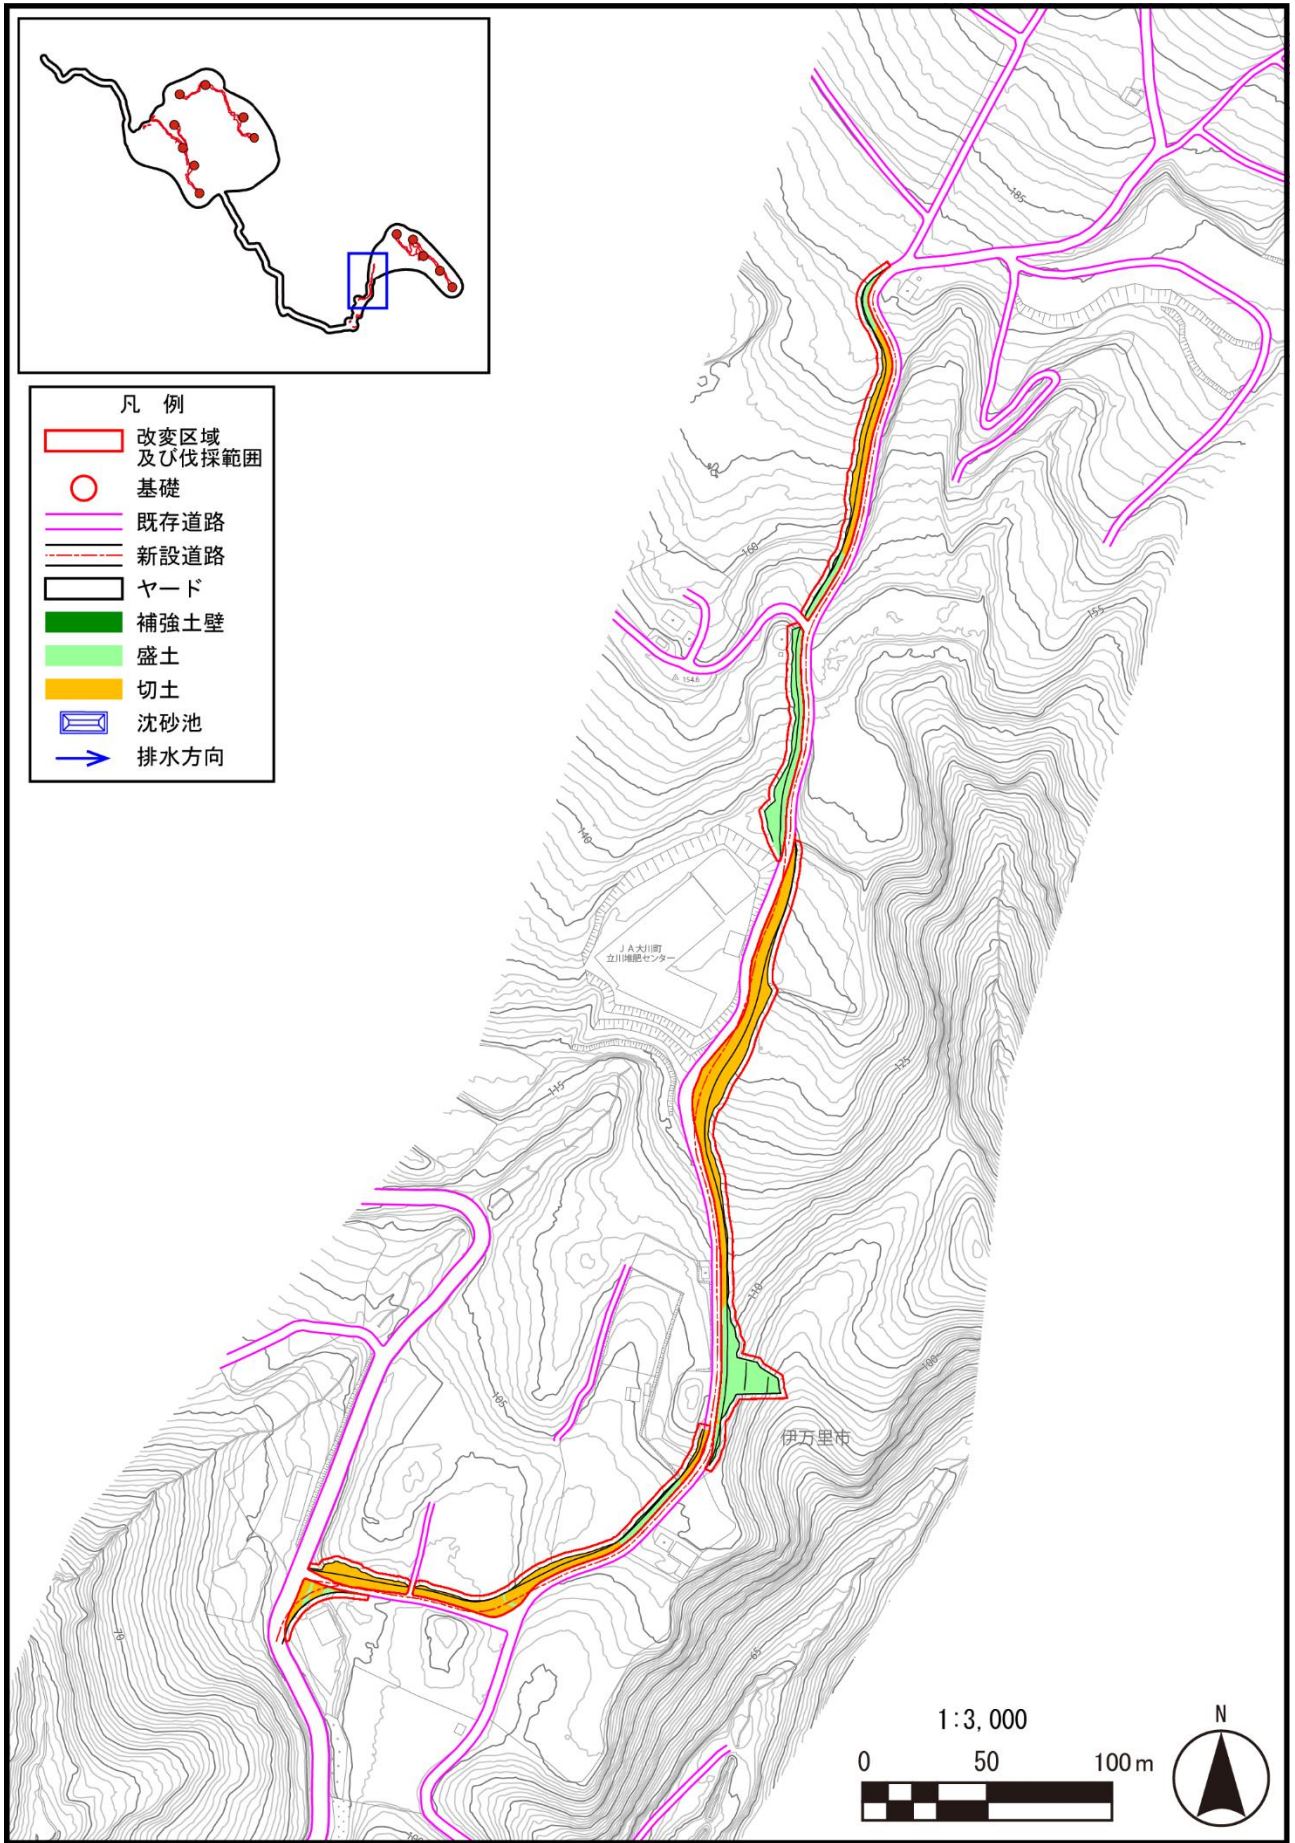 凡 例
改変区域
及び伐採範囲
基礎
既存道路
新設道路
ヤード
補強土壁
盛土
切土
沈砂池
排水方向
185
160
155
154.6
140
ＪＡ大川町
立川堆肥センター
125
115
110
100
105
伊万里市
70
65
1:3,000
0 50 100m
N
100